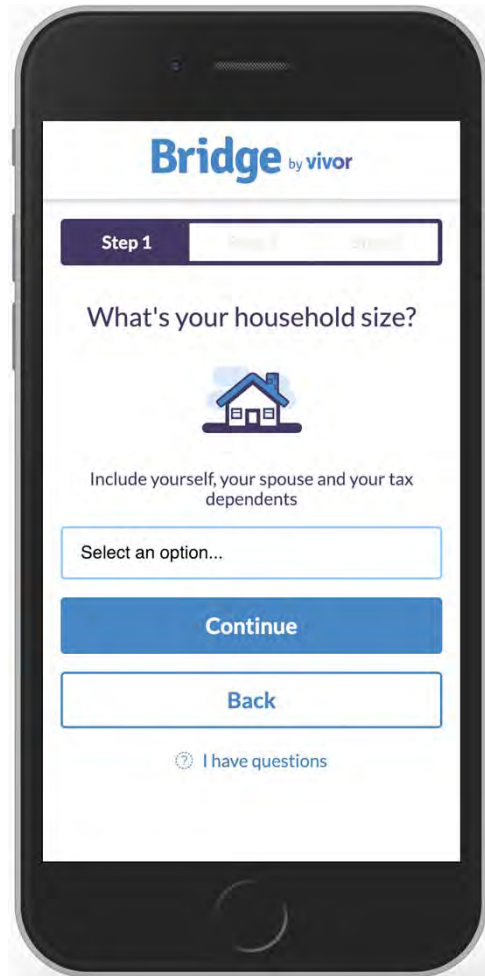 Bridge by vivor
Step 1
What's your household size?
Include yourself, your spouse and your tax
dependents
Select an option...
Continue
Back
? I have questions